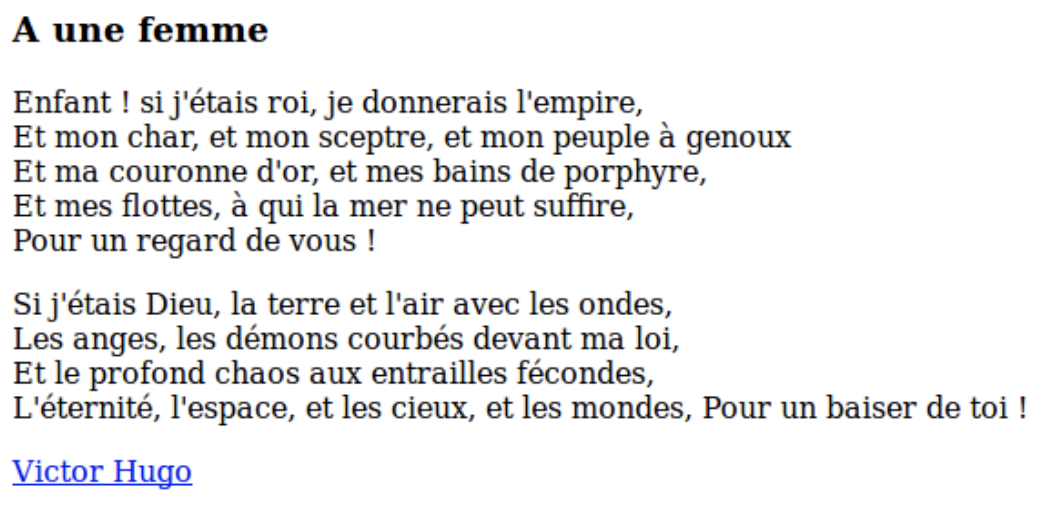 A une femme
Enfant ! si j'étais roi, je donnerais l'empire,
Et mon char, et mon sceptre, et mon peuple à genoux
Et ma couronne d'or, et mes bains de porphyre,
Et mes flottes, à qui la mer ne peut suffire,
Pour un regard de vous !
Si j'étais Dieu, la terre et l'air avec les ondes,
Les anges, les démons courbés devant ma loi,
Et le profond chaos aux entrailles fécondes,
L'éternité, l'espace, et les cieux, et les mondes, Pour un baiser de toi !
Victor Hugo